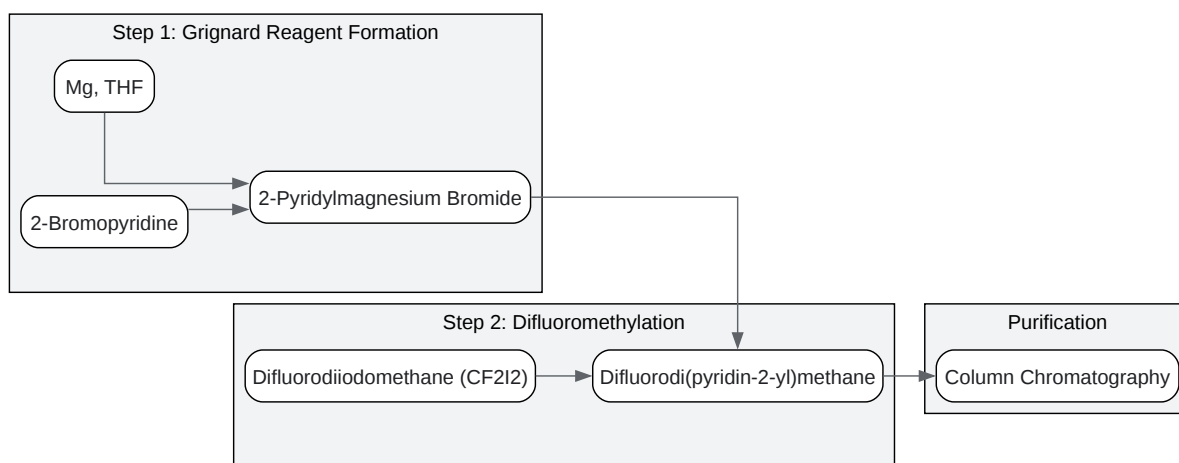 Step 1: Grignard Reagent Formation
Mg, THF
2-Bromopyridine
2-Pyridylmagnesium Bromide
Step 2: Difluoromethylation
Difluorodiiodomethane (CF2I2)
Difluorodi(pyridin-2-yl)methane
Purification
Column Chromatography